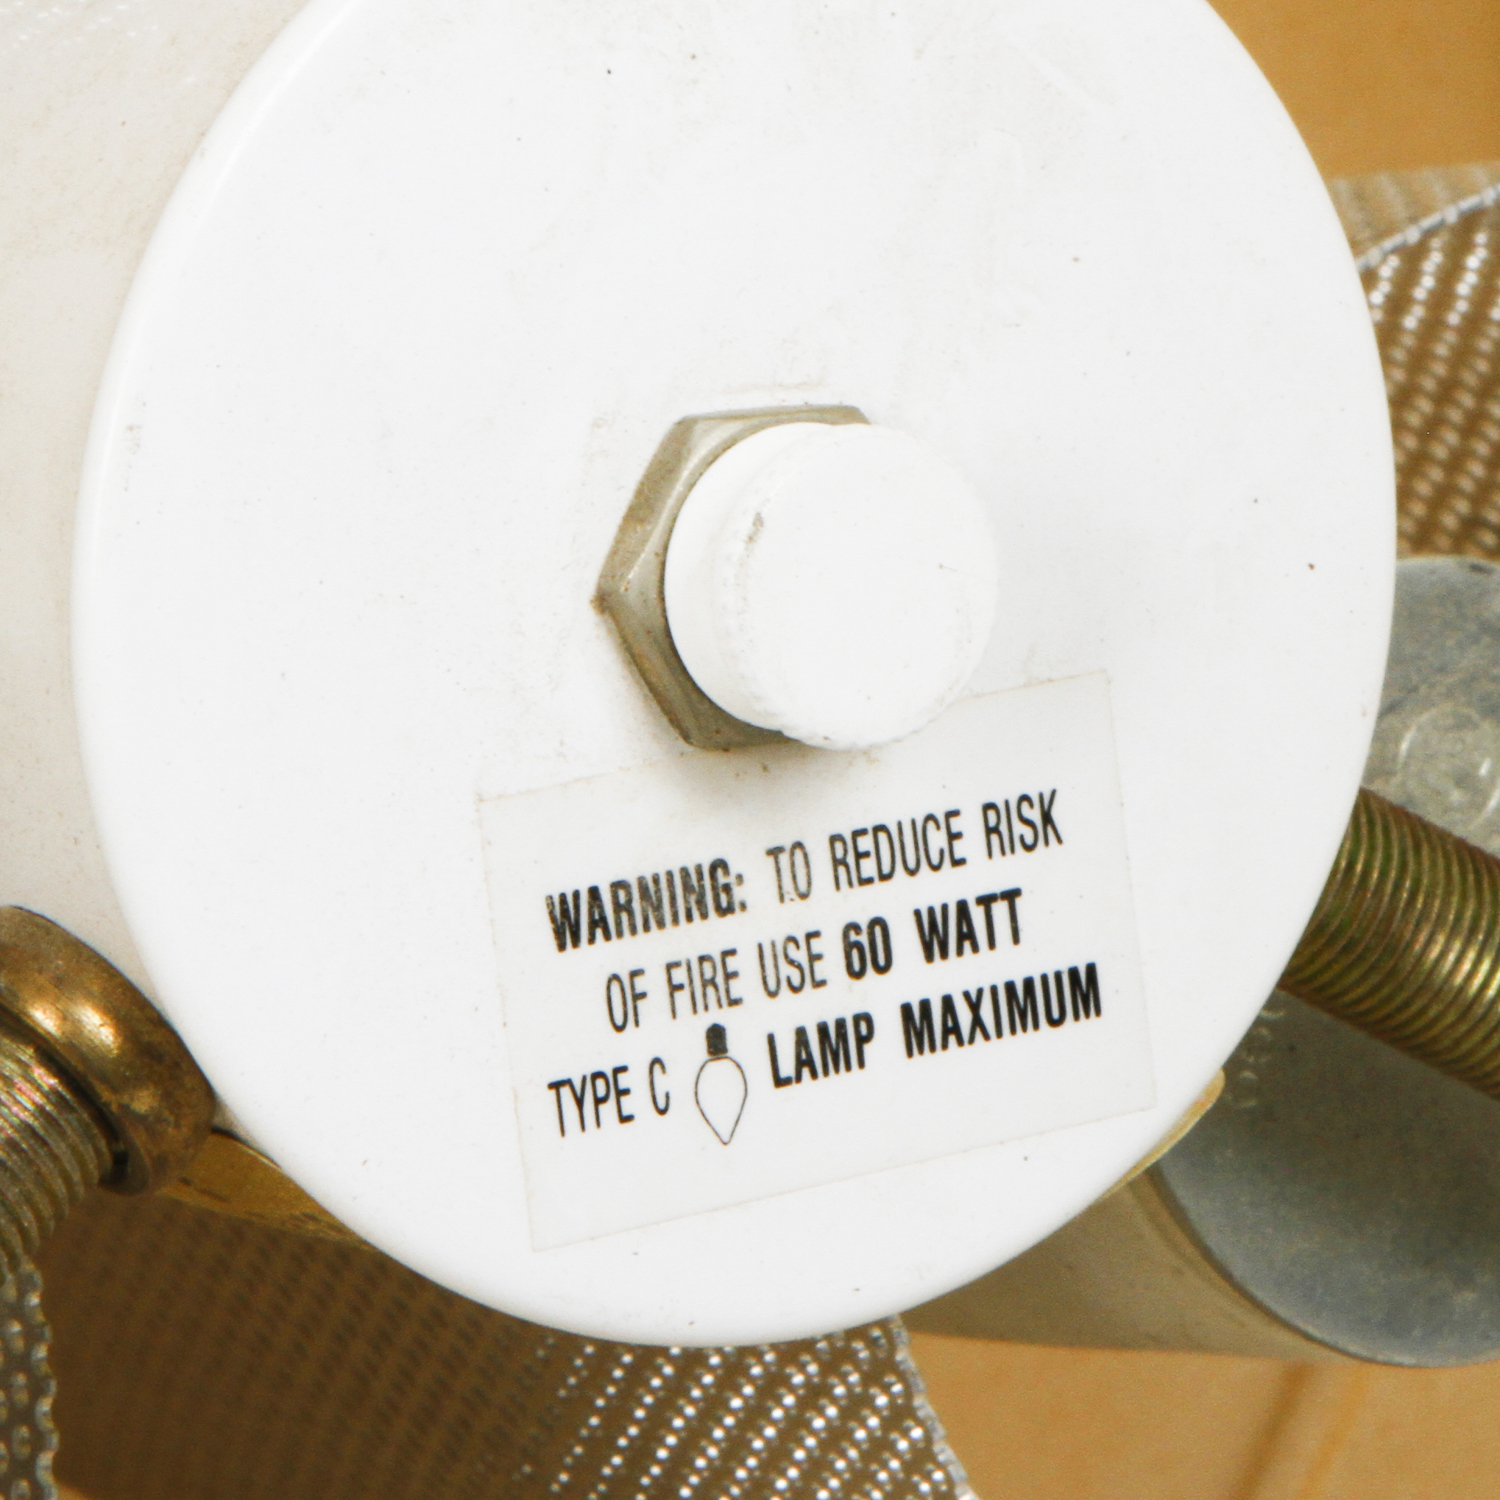 WARNING: TO REDUCE RISK
OF FIRE USE 60 WATT
TYPE C LAMP MAXIMUM